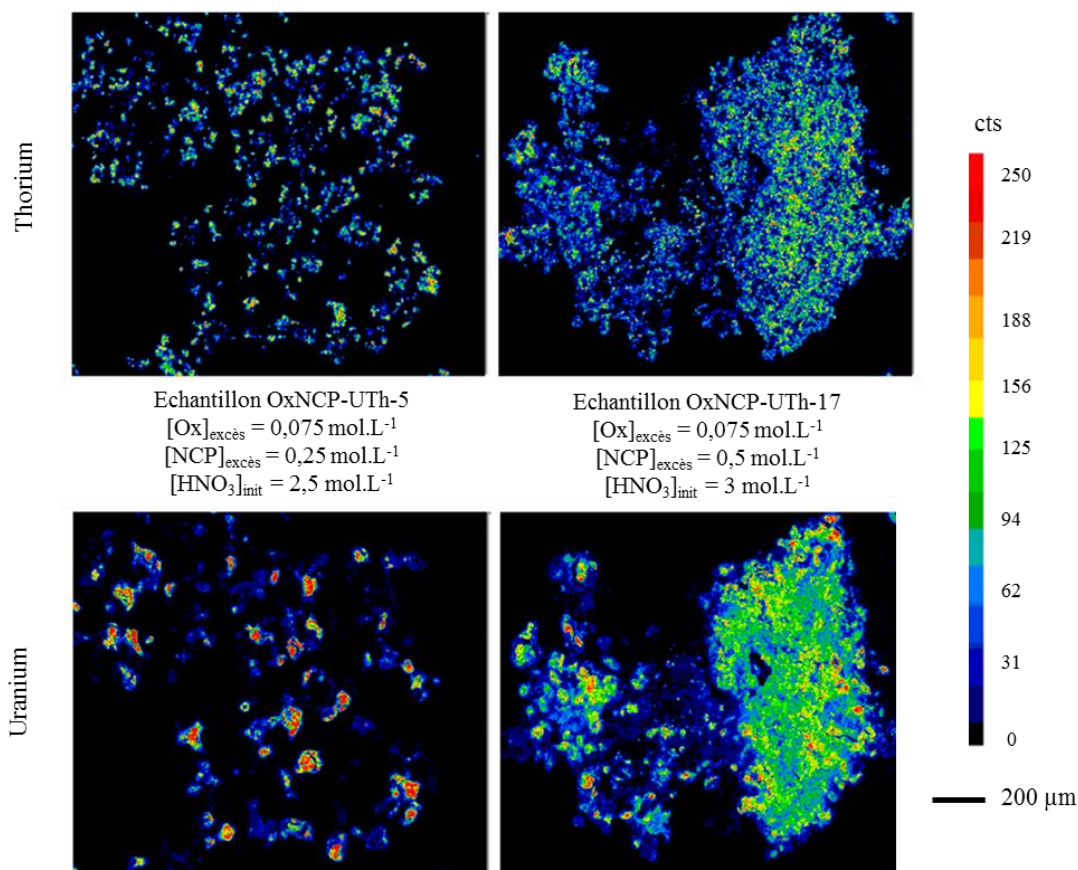 Thorium
cts
250
219
188
156
125
94
62
31
0
200 µm
Echantillon OxNCP-UTh-5
[Ox]excès = 0,075 mol.L-1
[NCP]excès = 0,25 mol.L-1
[HNO3]init = 2,5 mol.L-1
Echantillon OxNCP-UTh-17
[Ox]excès = 0,075 mol.L-1
[NCP]excès = 0,5 mol.L-1
[HNO3]init = 3 mol.L-1
Uranium